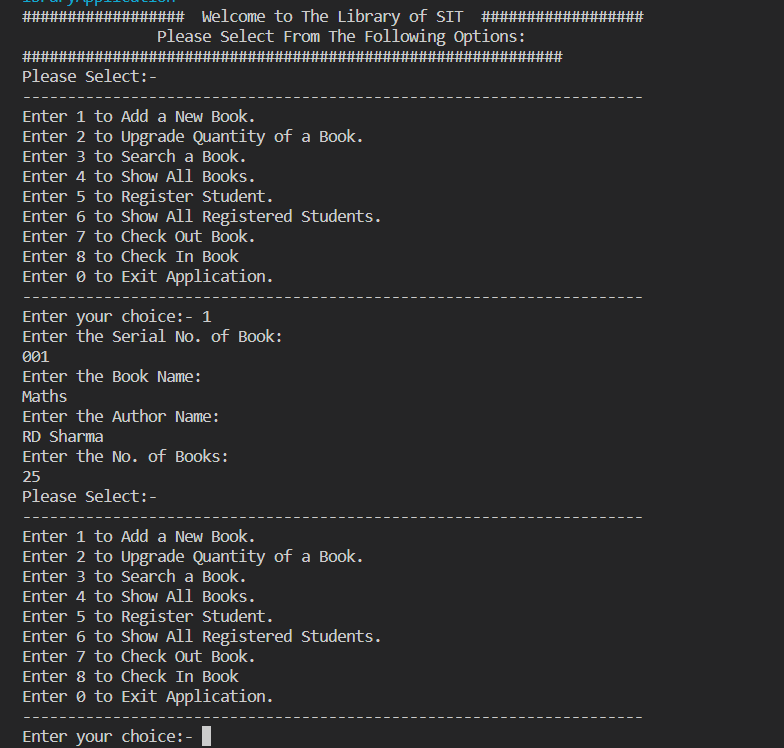 ################## Welcome to The Library of SIT ##################
Please Select From The Following Options:
############################################################
Please Select:-
---------------------------------------------------------------------
Enter 1 to Add a New Book.
Enter 2 to Upgrade Quantity of a Book.
Enter 3 to Search a Book.
Enter 4 to Show All Books.
Enter 5 to Register Student.
Enter 6 to Show All Registered Students.
Enter 7 to Check Out Book.
Enter 8 to Check In Book
Enter 0 to Exit Application.
---------------------------------------------------------------------
Enter your choice:- 1
Enter the Serial No. of Book:
001
Enter the Book Name:
Maths
Enter the Author Name:
RD Sharma
Enter the No. of Books:
25
Please Select:-
---------------------------------------------------------------------
Enter 1 to Add a New Book.
Enter 2 to Upgrade Quantity of a Book.
Enter 3 to Search a Book.
Enter 4 to Show All Books.
Enter 5 to Register Student.
Enter 6 to Show All Registered Students.
Enter 7 to Check Out Book.
Enter 8 to Check In Book
Enter 0 to Exit Application.
---------------------------------------------------------------------
Enter your choice:-